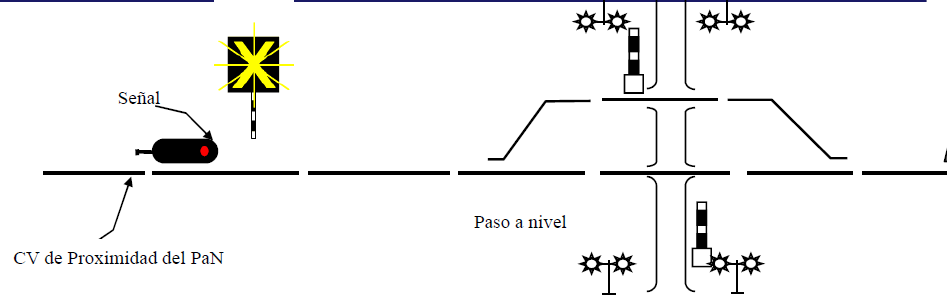 Señal
Paso a nivel
CV de Proximidad del PaN